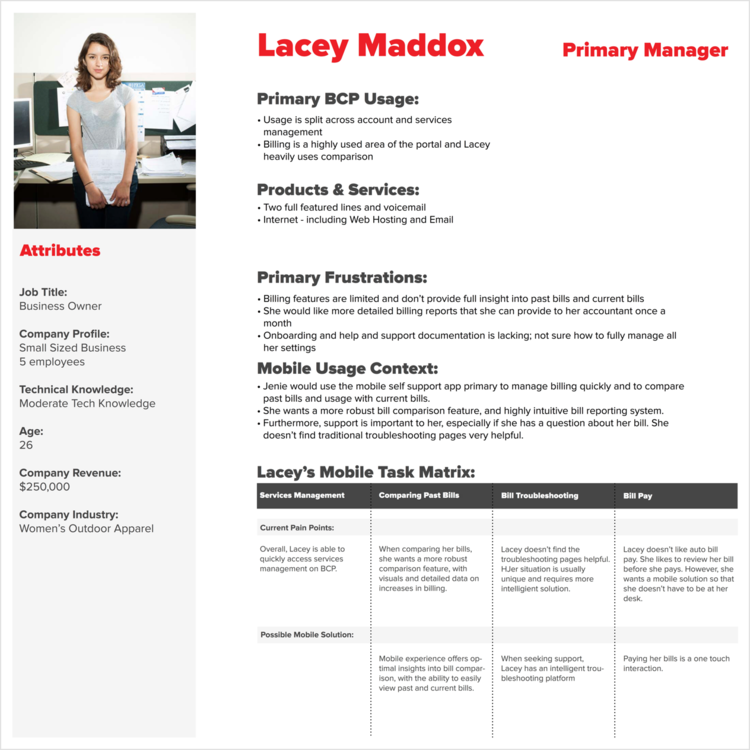 Lacey Maddox
Primary Manager
Primary BCP Usage:
• Usage is split across account and services
management
• Billing is a highly used area of the portal and Lacey
heavily uses comparison
Products & Services:
• Two full featured lines and voicemail
• Internet - including Web Hosting and Email
Attributes
Job Title:
Business Owner
Company Profile:
Small Sized Business
5 employees
Technical Knowledge:
Moderate Tech Knowledge
Age:
26
Company Revenue:
$250,000
Company Industry:
Women's Outdoor Apparel
Primary Frustrations:
• Billing features are limited and don't provide full insight into past bills and current bills
• She would like more detailed billing reports that she can provide to her accountant once a
month
• Onboarding and help and support documentation is lacking; not sure how to fully manage all
her settings
Mobile Usage Context:
• Jenie would use the mobile self support app primary to manage billing quickly and to compare
past bills and usage with current bills.
• She wants a more robust bill comparison feature, and highly intuitive bill reporting system.
• Furthermore, support is important to her, especially if she has a question about her bill. She
doesn't find traditional troubleshooting pages very helpful.
Lacey's Mobile Task Matrix:
Services Management
Comparing Past Bills
Bill Troubleshooting
Bill Pay
Current Pain Points:
Overall, Lacey is able to
quickly access services
management on BCP.
When comparing her bills,
she wants a more robust
comparison feature, with
visuals and detailed data on
increases in billing.
Lacey doesn't find the
troubleshooting pages helpful.
HJer situation is usually
unique and requires more
intelligient solution.
Lacey doesn't like auto bill
pay. She likes to review her bill
before she pays. However, she
wants a mobile solution so that
she doesn't have to be at her
desk.
Possible Mobile Solution:
Mobile experience offers op-
timal insights into bill compar-
ison, with the ability to easily
view past and current bills.
When seeking support,
Lacey has an intelligent trou-
bleshooting platform
Paying her bills is a one touch
interaction.